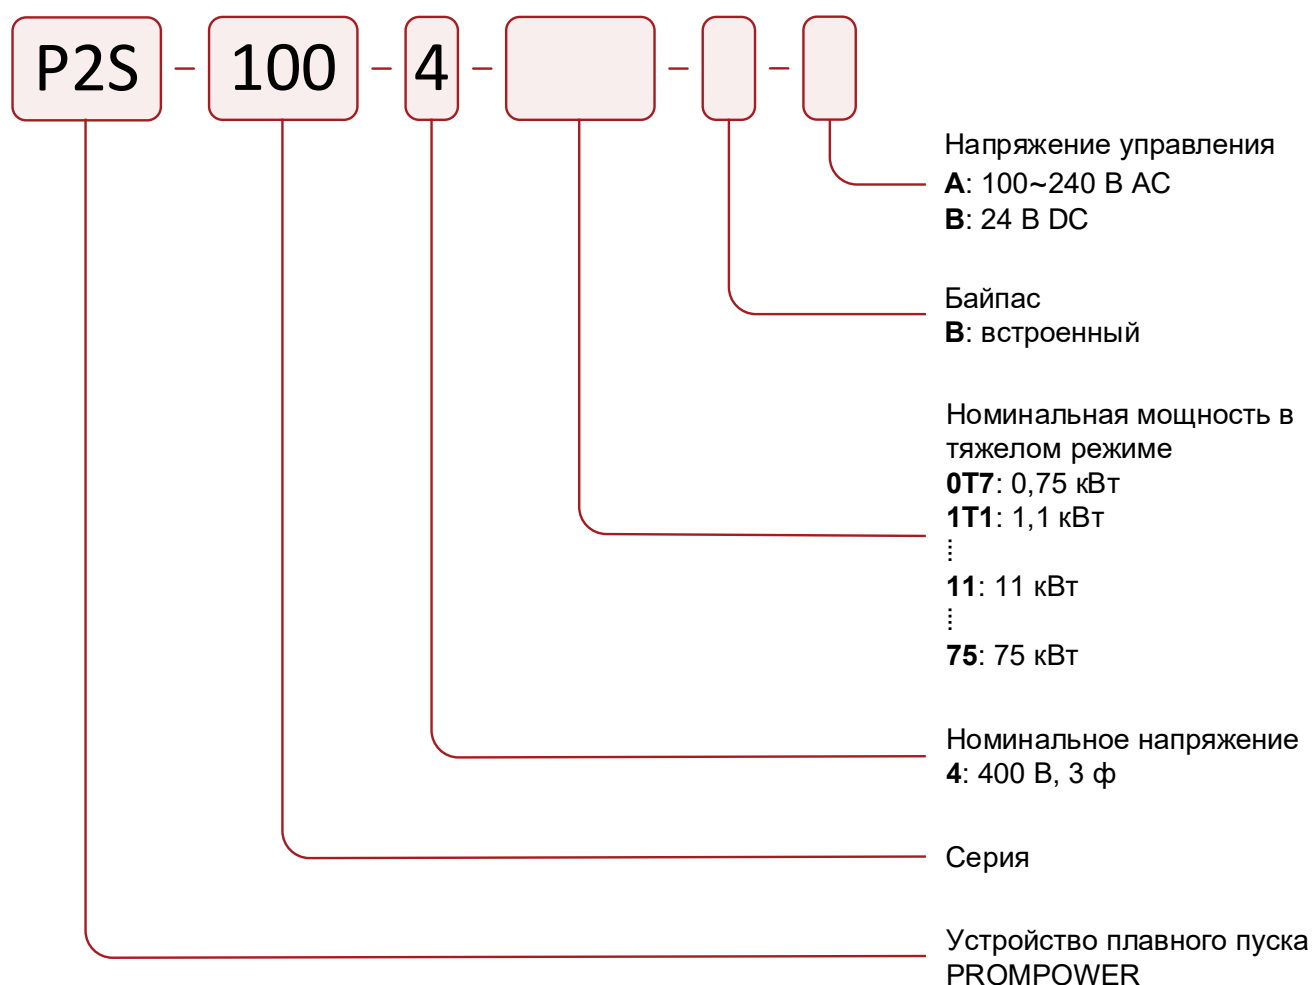 P2S – 100 – 4 – – –
Напряжение управления
A: 100~240 В AC
B: 24 В DC
Байпас
B: встроенный
Номинальная мощность в
тяжелом режиме
0T7: 0,75 кВт
1T1: 1,1 кВт
⁞
11: 11 кВт
⁞
75: 75 кВт
Номинальное напряжение
4: 400 В, 3 ф
Серия
Устройство плавного пуска
PROMPOWER